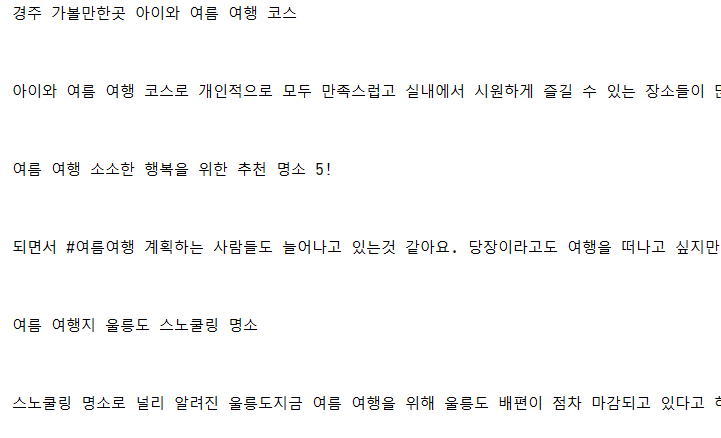 경주 가볼만한곳 아이와 여름 여행 코스
아이와 여름 여행 코스로 개인적으로 모두 만족스럽고 실내에서 시원하게 즐길 수 있는 장소들이
여름 여행 소소한 행복을 위한 추천 명소 5!
되면서 #여름여행 계획하는 사람들도 늘어나고 있는것 같아요. 당장이라고도 여행을 떠나고 싶지만
여름 여행지 울릉도 스노쿨링 명소
스노쿨링 명소로 널리 알려진 울릉도지금 여름 여행을 위해 울릉도 배편이 점차 마감되고 있다고